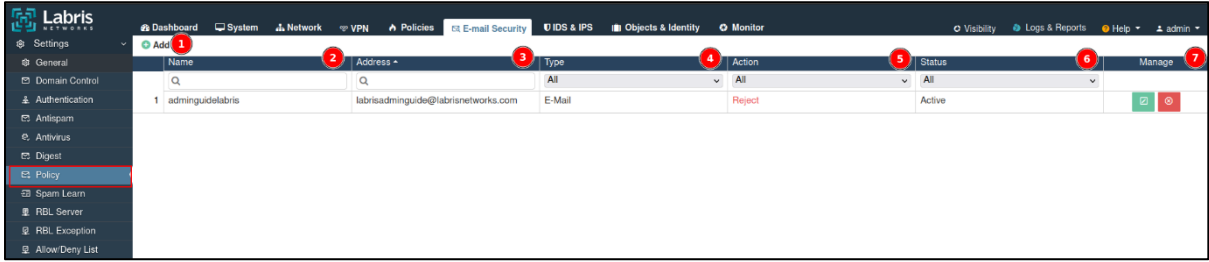 Labris
NETWORKS
Dashboard System Network VPN Policies E-mail Security IDS & IPS Objects & Identity Monitor Visibility Logs & Reports Help admin
Settings
Add 1
General
Name 2 Address 3 Type 4 Action 5 Status 6 Manage 7
Domain Control
All All All
Authentication
1 adminguidelabris labrisadminguide@labrisnetworks.com E-Mail Reject Active
Antispam
Antivirus
Digest
Policy
Spam Learn
RBL Server
RBL Exception
Allow/Deny List